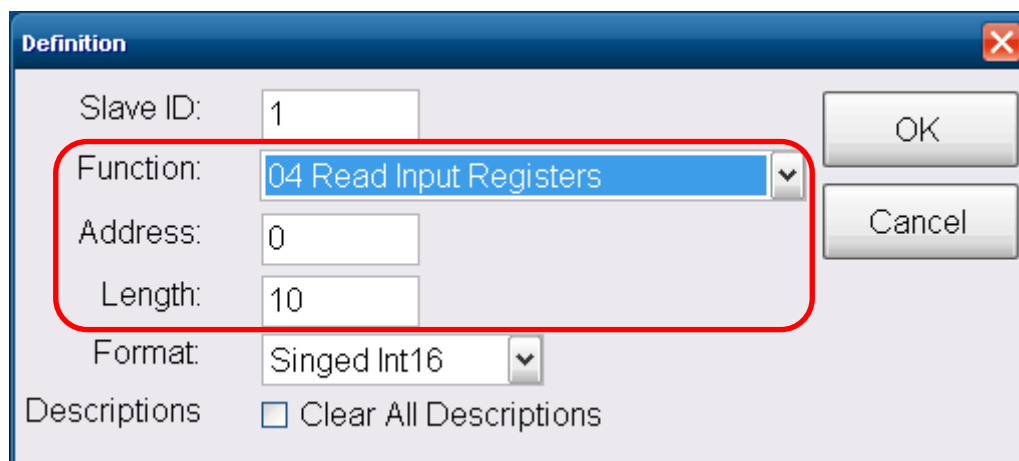 Definition
Slave ID: 1
OK
Function: 04 Read Input Registers
Address: 0
Cancel
Length: 10
Format: Singed Int16
Descriptions Clear All Descriptions